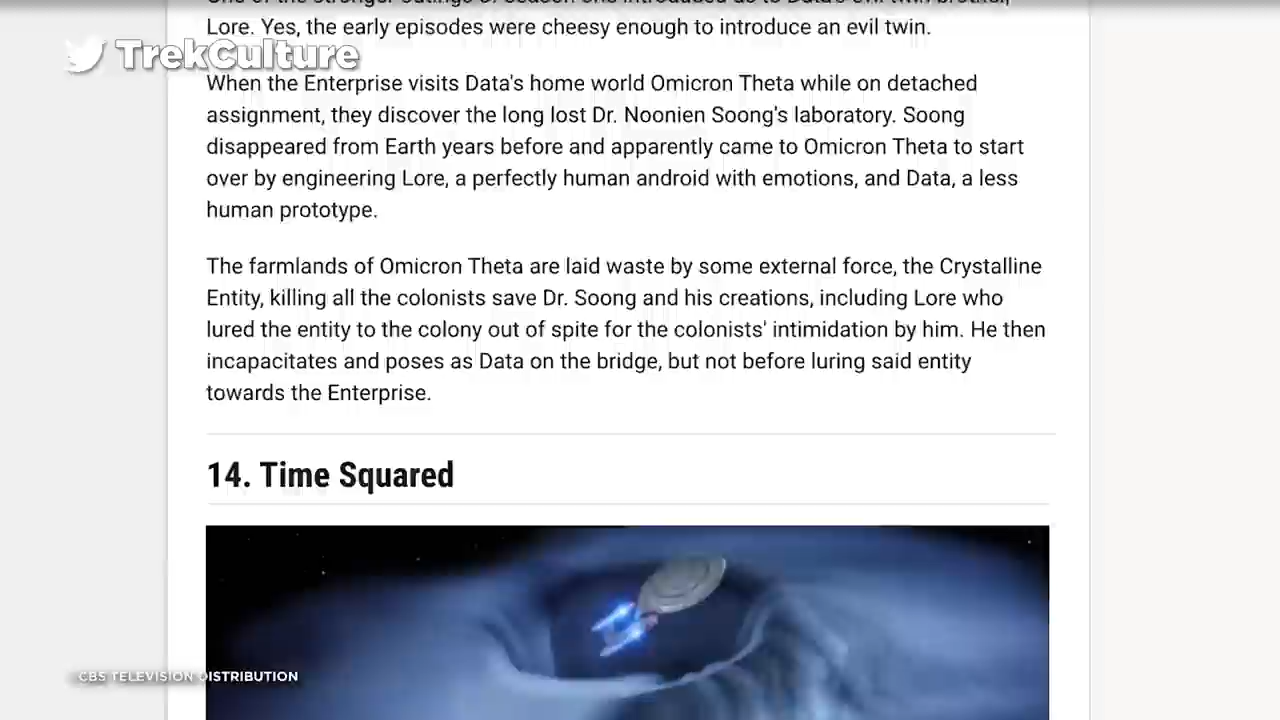 Lore. Yes, the early episodes were cheesy enough to introduce an evil twin.
TrekCulture
When the Enterprise visits Data's home world Omicron Theta while on detached
assignment, they discover the long lost Dr. Noonien Soong's laboratory. Soong
disappeared from Earth years before and apparently came to Omicron Theta to start
over by engineering Lore, a perfectly human android with emotions, and Data, a less
human prototype.
The farmlands of Omicron Theta are laid waste by some external force, the Crystalline
Entity, killing all the colonists save Dr. Soong and his creations, including Lore who
lured the entity to the colony out of spite for the colonists' intimidation by him. He then
incapacitates and poses as Data on the bridge, but not before luring said entity
towards the Enterprise.
14. Time Squared
CBS TELEVISION DISTRIBUTION